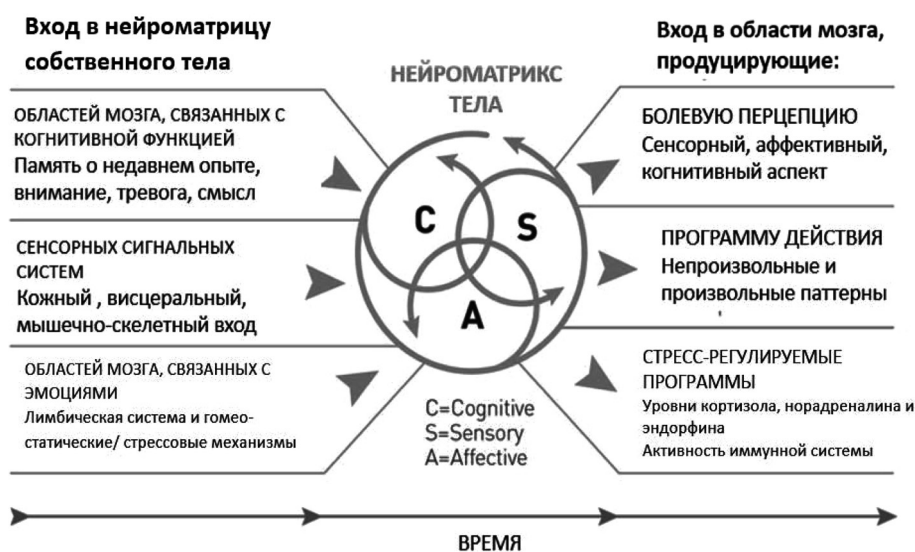 Вход в нейроматрицу
собственного тела
ОБЛАСТЕЙ МОЗГА, СВЯЗАННЫХ С
КОГНИТИВНОЙ ФУНКЦИЕЙ
Память о недавнем опыте,
внимание, тревога, смысл
СЕНСОРНЫХ СИГНАЛЬНЫХ
СИСТЕМ
Кожный , висцеральный,
мышечно-скелетный вход
ОБЛАСТЕЙ МОЗГА, СВЯЗАННЫХ С
ЭМОЦИЯМИ
Лимбическая система и гомео-
статические/ стрессовые механизмы
НЕЙРОМАТРИКС
ТЕЛА
C
S
A
C=Cognitive
S=Sensory
A=Affective
Вход в области мозга,
продуцирующие:
БОЛЕВУЮ ПЕРЦЕПЦИЮ
Сенсорный, аффективный,
когнитивный аспект
ПРОГРАММУ ДЕЙСТВИЯ
Непроизвольные и
произвольные паттерны
СТРЕСС-РЕГУЛИРУЕМЫЕ
ПРОГРАММЫ
Уровни кортизола, норадреналина и
эндорфина
Активность иммунной системы
ВРЕМЯ